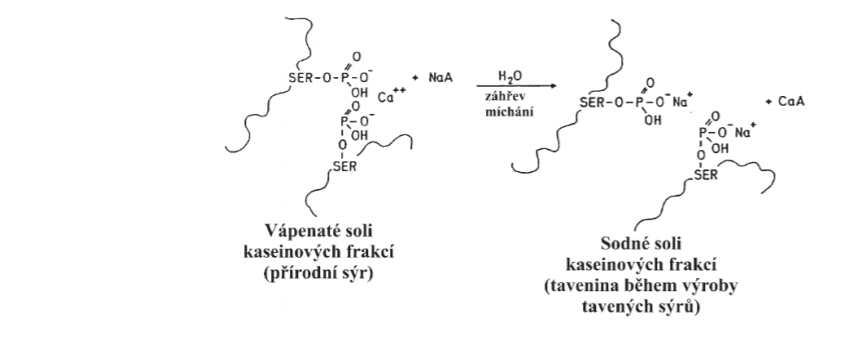 O
SER-O-P-O⁻ + NaA
OH Ca⁺⁺
O
P-O⁻
OH
O
SER
Vápenaté soli
kaseinových frakcí
(přírodní sýr)
H₂O
záhřev
míchání
O
SER-O-P-O⁻Na⁺
OH
+ CaA
O
P-O⁻Na⁺
OH
O
SER
Sodné soli
kaseinových frakcí
(tavenina během výroby
tavených sýrů)